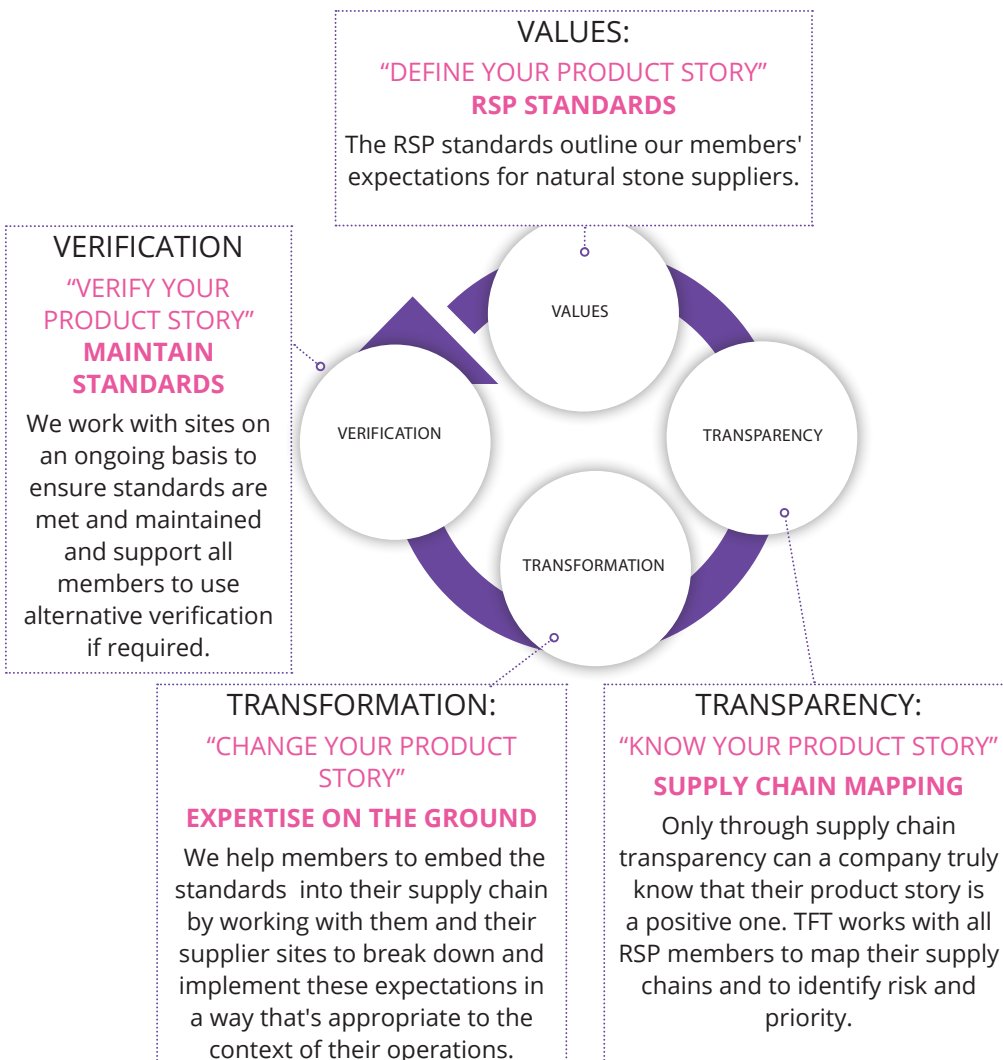 VALUES:
“DEFINE YOUR PRODUCT STORY”
RSP STANDARDS
The RSP standards outline our members'
expectations for natural stone suppliers.
VERIFICATION
“VERIFY YOUR
PRODUCT STORY”
MAINTAIN
STANDARDS
We work with sites on
an ongoing basis to
ensure standards are
met and maintained
and support all
members to use
alternative verification
if required.
VALUES
VERIFICATION
TRANSPARENCY
TRANSFORMATION
TRANSFORMATION:
“CHANGE YOUR PRODUCT
STORY”
EXPERTISE ON THE GROUND
We help members to embed the
standards into their supply chain
by working with them and their
supplier sites to break down and
implement these expectations in
a way that's appropriate to the
context of their operations.
TRANSPARENCY:
“KNOW YOUR PRODUCT STORY”
SUPPLY CHAIN MAPPING
Only through supply chain
transparency can a company truly
know that their product story is
a positive one. TFT works with all
RSP members to map their supply
chains and to identify risk and
priority.